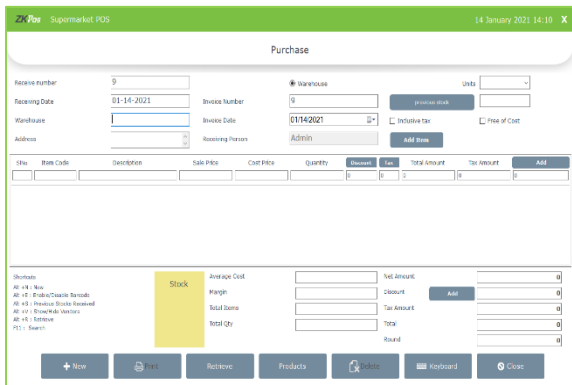 ZKPos Supermarket POS 14 January 2021 14:10 X
Purchase
Receive number 9 Warehouse Units
Receiving Date 01-14-2021 Invoice Number 9 previous stock
Warehouse Invoice Date 01/14/2021 Inclusive tax Free of Cost
Address Receiving Person Admin Add Item
SlNo Item Code Description Sale Price Cost Price Quantity Discount Tax Total Amount Tax Amount Add
0 0 0 0 0
Shortcuts Stock Average Cost Net Amount 0
Alt +N : New
Alt +E : Enable/Disable Barcode Margin Discount Add 0
Alt +S : Previous Stocks Received
Alt +V : Show/Hide Vendors Total Items Tax Amount 0
Alt +R : Retrieve
F11 : Search Total Qty Total 0
Round 0
New Print Retrieve Products Delete Keyboard Close